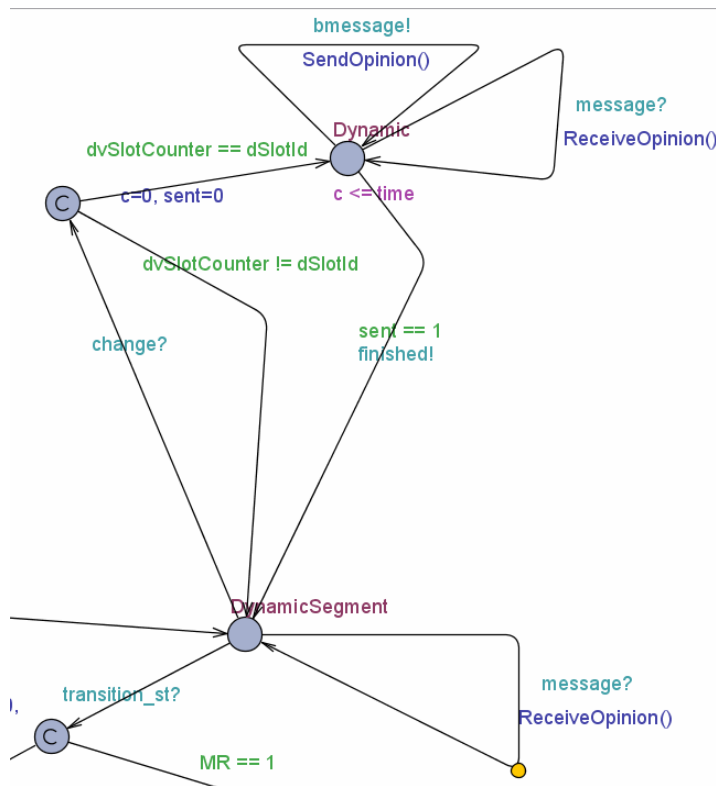 bmessage!
SendOpinion()
message?
Dynamic
ReceiveOpinion()
dvSlotCounter == dSlotId
c=0, sent=0
c <= time
C
dvSlotCounter != dSlotId
sent == 1
change?
finished!
DynamicSegment
message?
transition_st?
),
ReceiveOpinion()
C
MR == 1